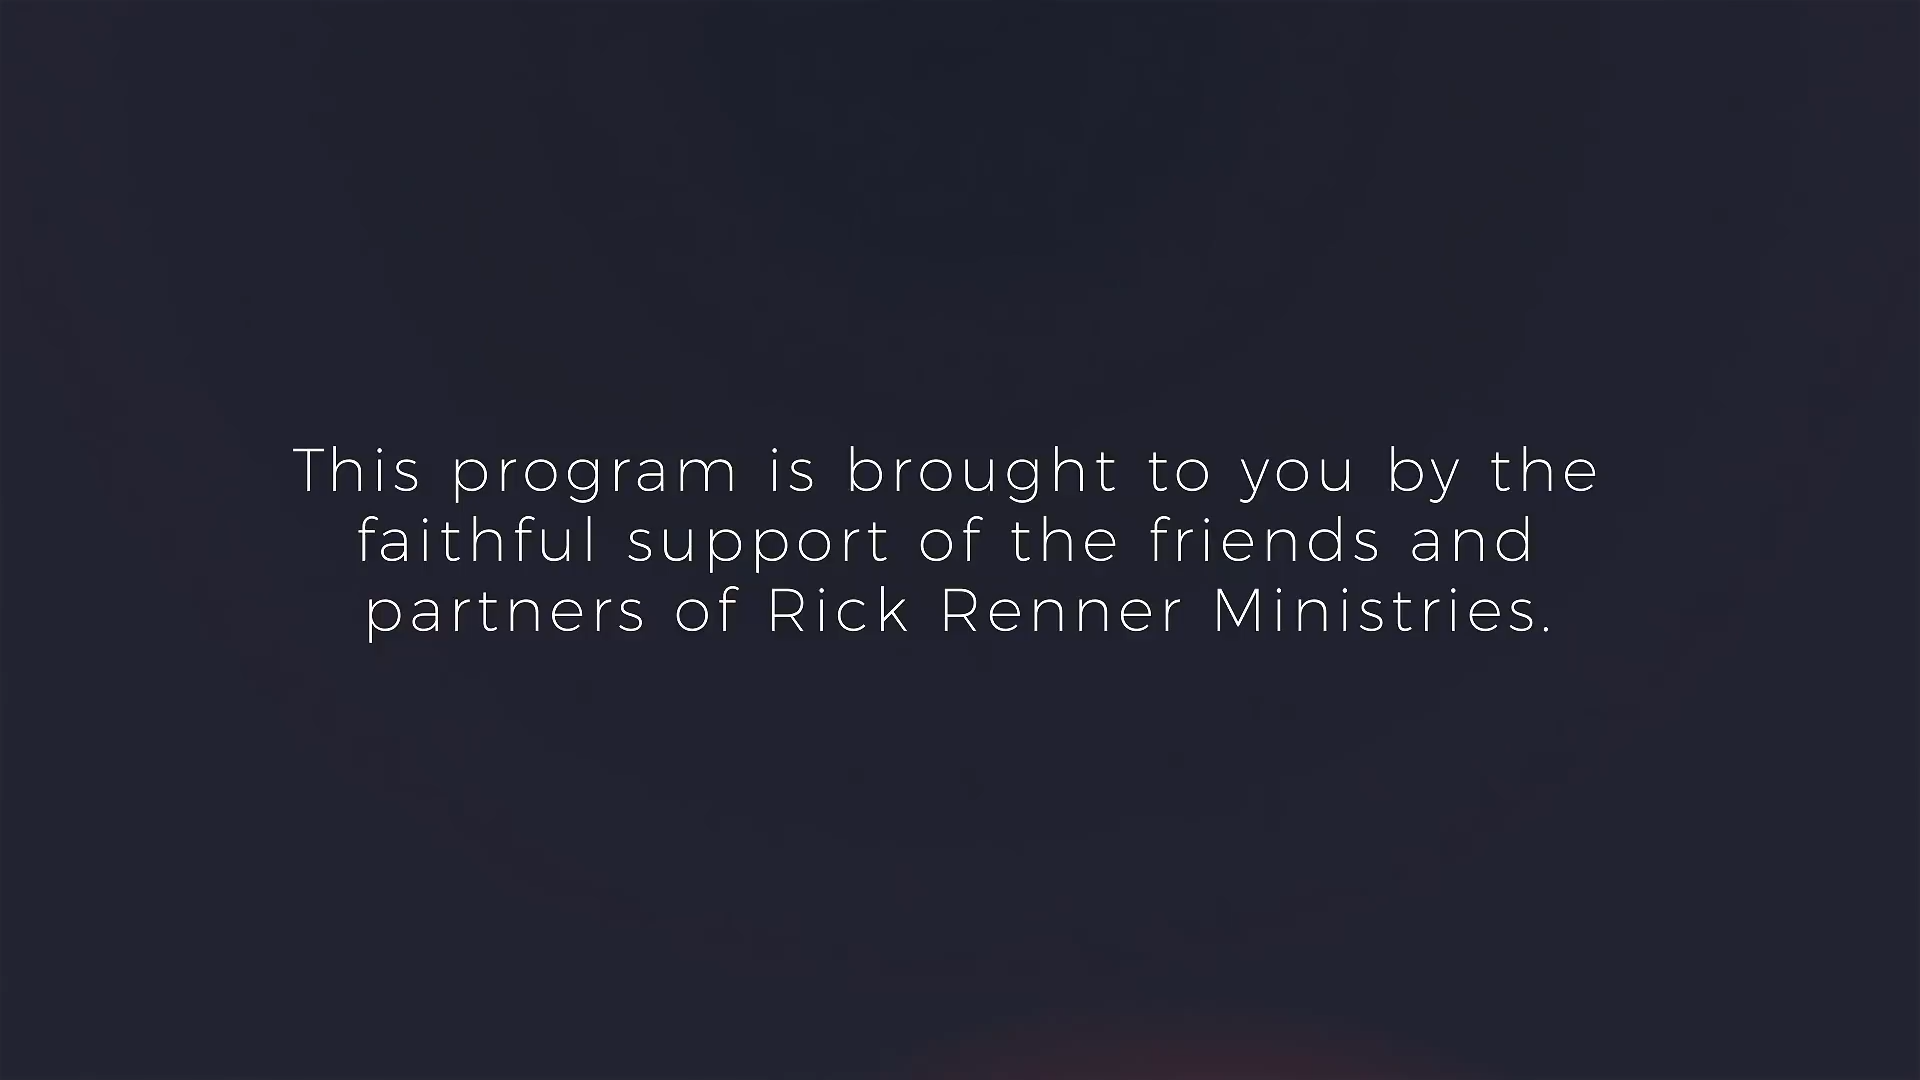 This program is brought to you by the
faithful support of the friends and
partners of Rick Renner Ministries.